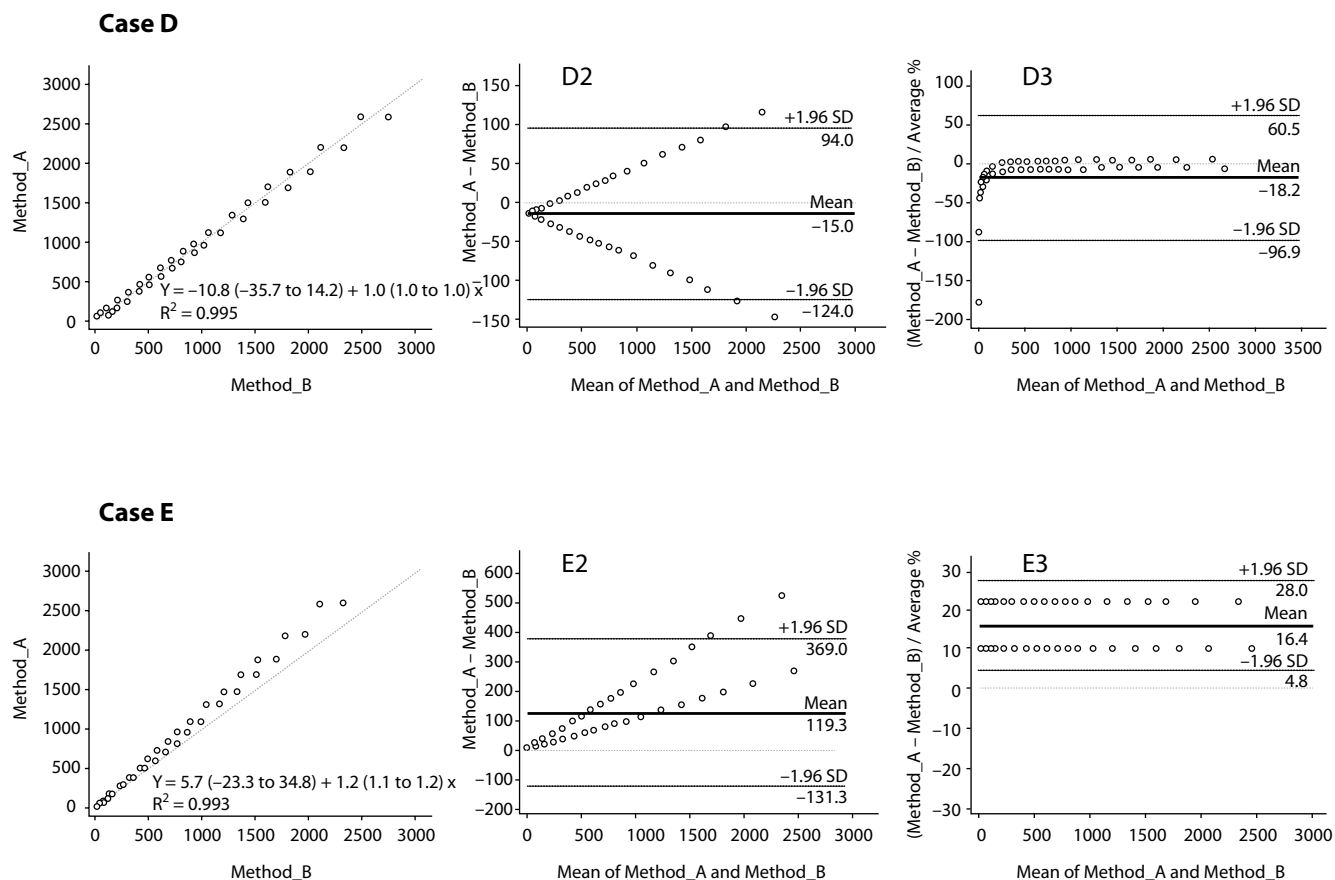 Case D
3000
2500
2000
1500
1000
500
0
Method_A
Y = −10.8 (−35.7 to 14.2) + 1.0 (1.0 to 1.0) x
R² = 0.995
0 500 1000 1500 2000 2500 3000
Method_B
D2
150
100
50
0
−50
−100
−150
Method_A − Method_B
+1.96 SD
94.0
Mean
−15.0
−1.96 SD
−124.0
0 500 1000 1500 2000 2500 3000
Mean of Method_A and Method_B
D3
100
50
0
−50
−100
−150
−200
(Method_A − Method_B) / Average %
+1.96 SD
60.5
Mean
−18.2
−1.96 SD
−96.9
0 500 1000 1500 2000 2500 3000 3500
Mean of Method_A and Method_B
Case E
3000
2500
2000
1500
1000
500
0
Method_A
Y = 5.7 (−23.3 to 34.8) + 1.2 (1.1 to 1.2) x
R² = 0.993
0 500 1000 1500 2000 2500 3000
Method_B
E2
600
500
400
300
200
100
0
−100
−200
Method_A − Method_B
+1.96 SD
369.0
Mean
119.3
−1.96 SD
−131.3
0 500 1000 1500 2000 2500 3000
Mean of Method_A and Method_B
E3
30
20
10
0
−10
−20
−30
(Method_A − Method_B) / Average %
+1.96 SD
28.0
Mean
16.4
−1.96 SD
4.8
0 500 1000 1500 2000 2500 3000
Mean of Method_A and Method_B